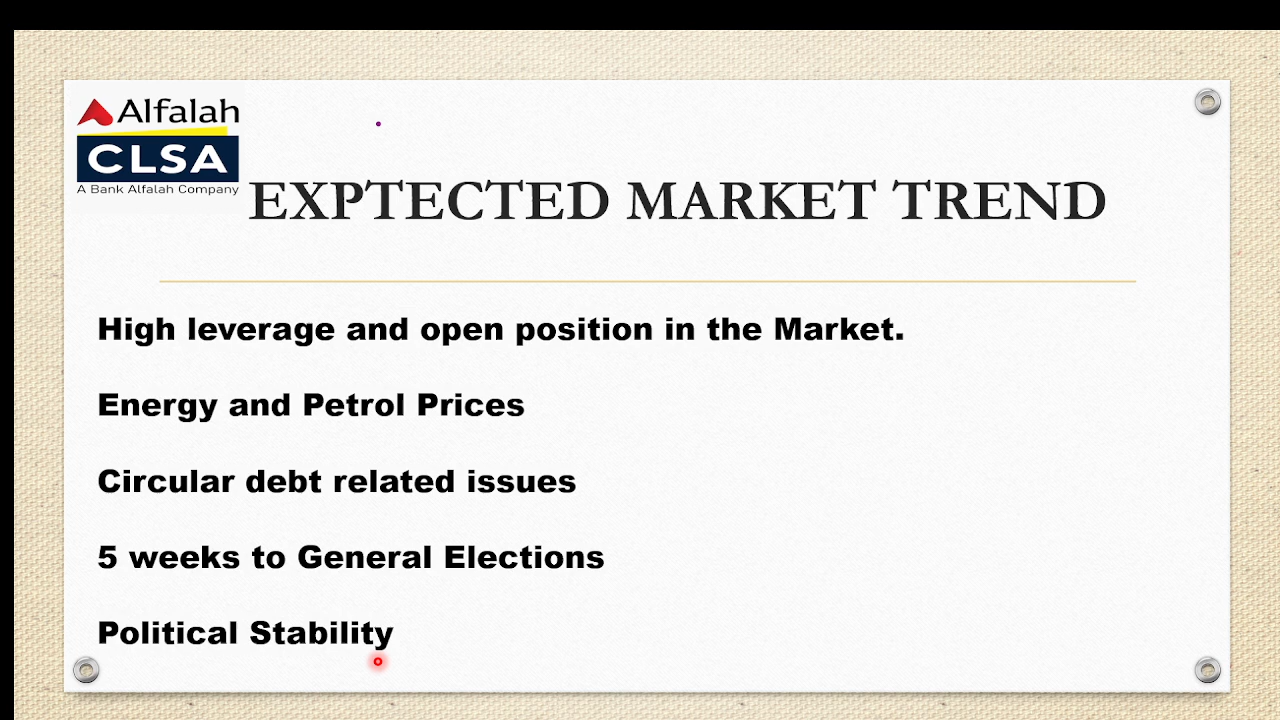 Alfalah
CLSA
A Bank Alfalah Company
EXPTECTED MARKET TREND
High leverage and open position in the Market.
Energy and Petrol Prices
Circular debt related issues
5 weeks to General Elections
Political Stability